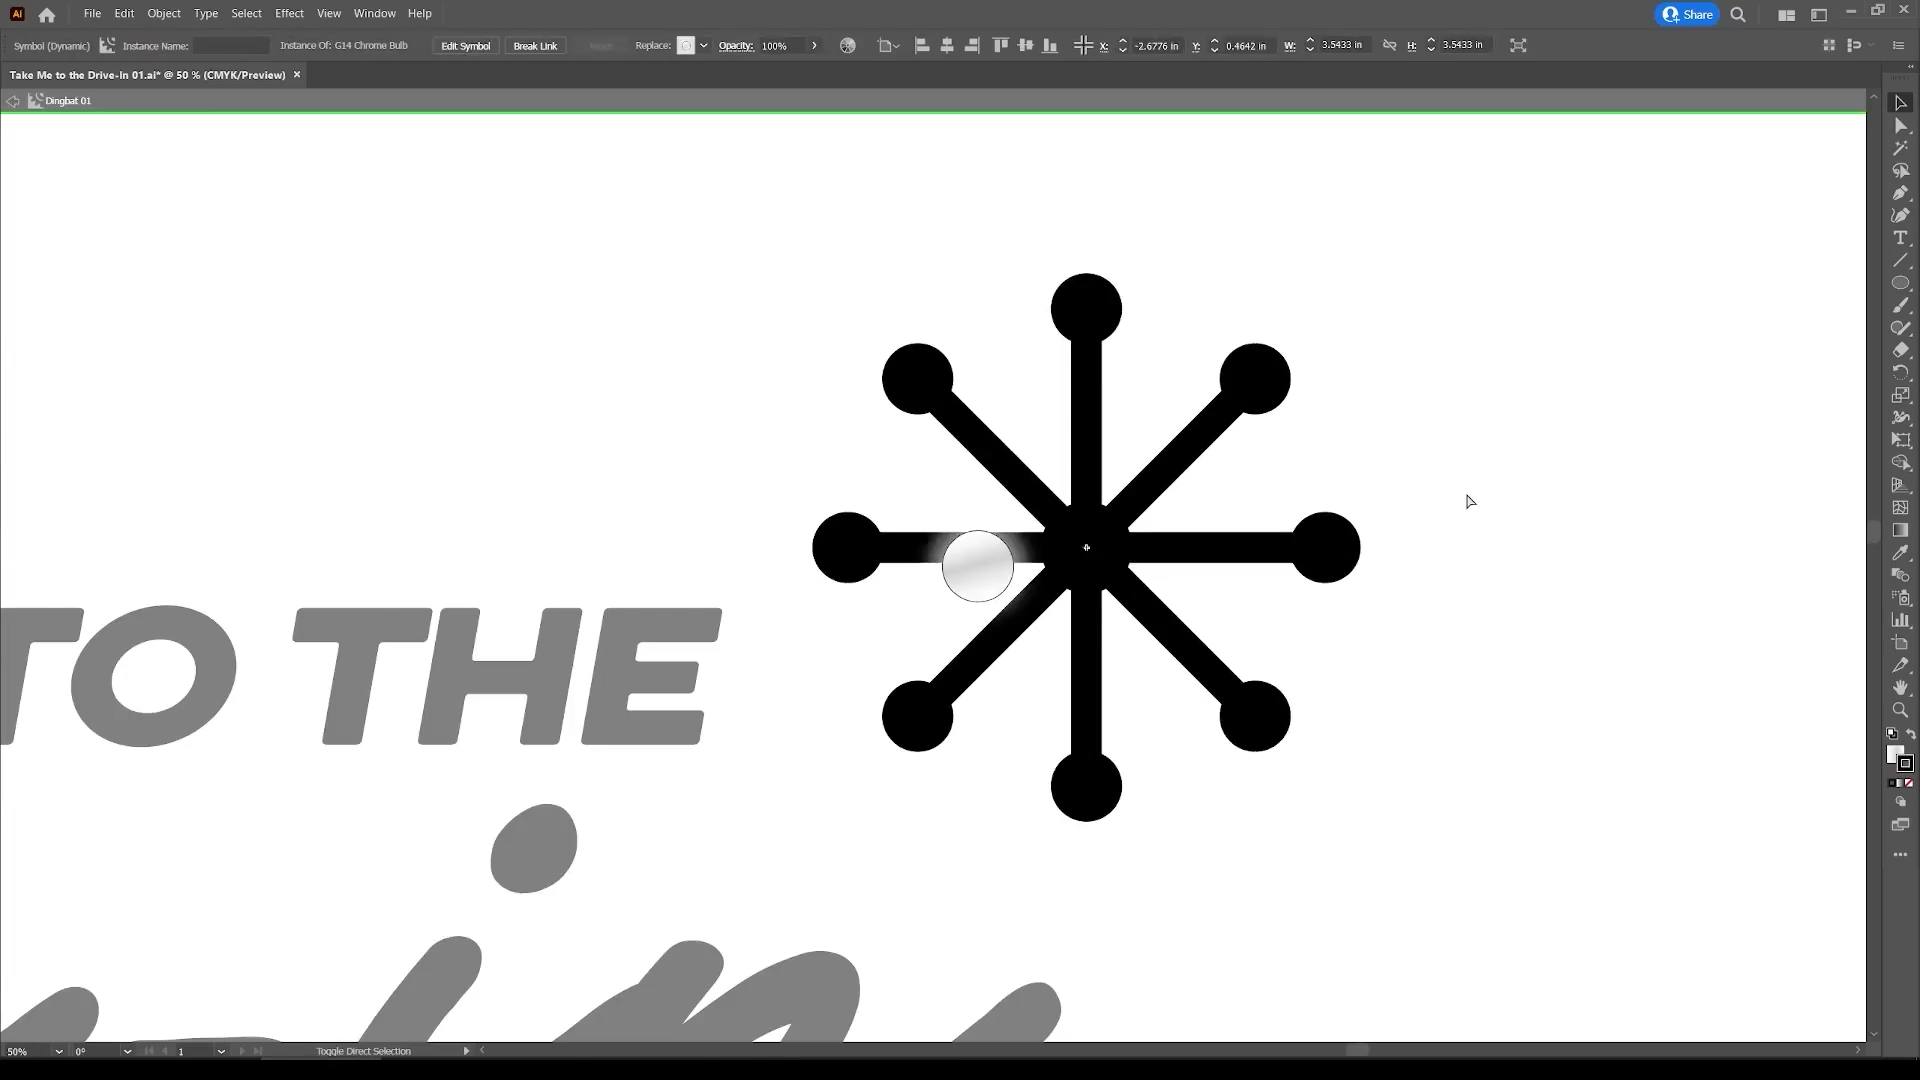 Ai File Edit Object Type Select Effect View Window Help Share
Symbol (Dynamic) Instance Name: Instance Of: G14 Chrome Bulb Edit Symbol Break Link Reset Replace: Opacity: 100% X: -2.6776 in Y: 0.4642 in W: 3.5433 in H: 3.5433 in
Take Me to the Drive-In 01.ai* @ 50 % (CMYK/Preview) ×
Dingbat 01
TO THE
50% 0° 1 Toggle Direct Selection